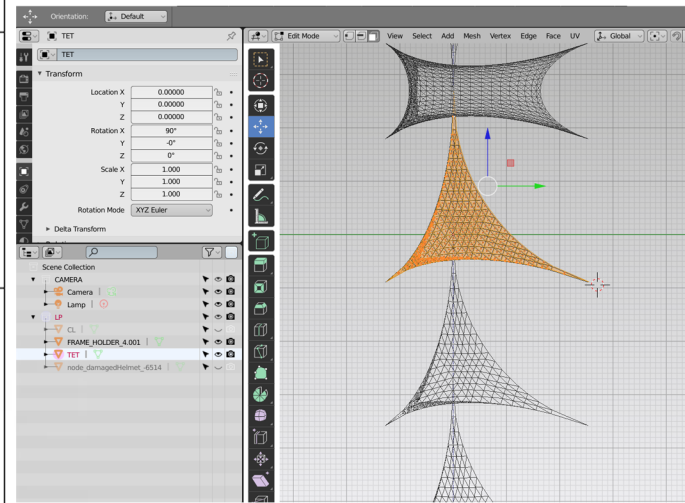 Orientation: Default
TET
Edit Mode View Select Add Mesh Vertex Edge Face UV Global
TET
Transform
Location X 0.00000
Y 0.00000
Z 0.00000
Rotation X 90°
Y -0°
Z 0°
Scale X 1.000
Y 1.000
Z 1.000
Rotation Mode XYZ Euler
Delta Transform
Scene Collection
CAMERA
Camera
Lamp
LP
CL
FRAME_HOLDER_4.001
TET
node_damagedHelmet_-6514